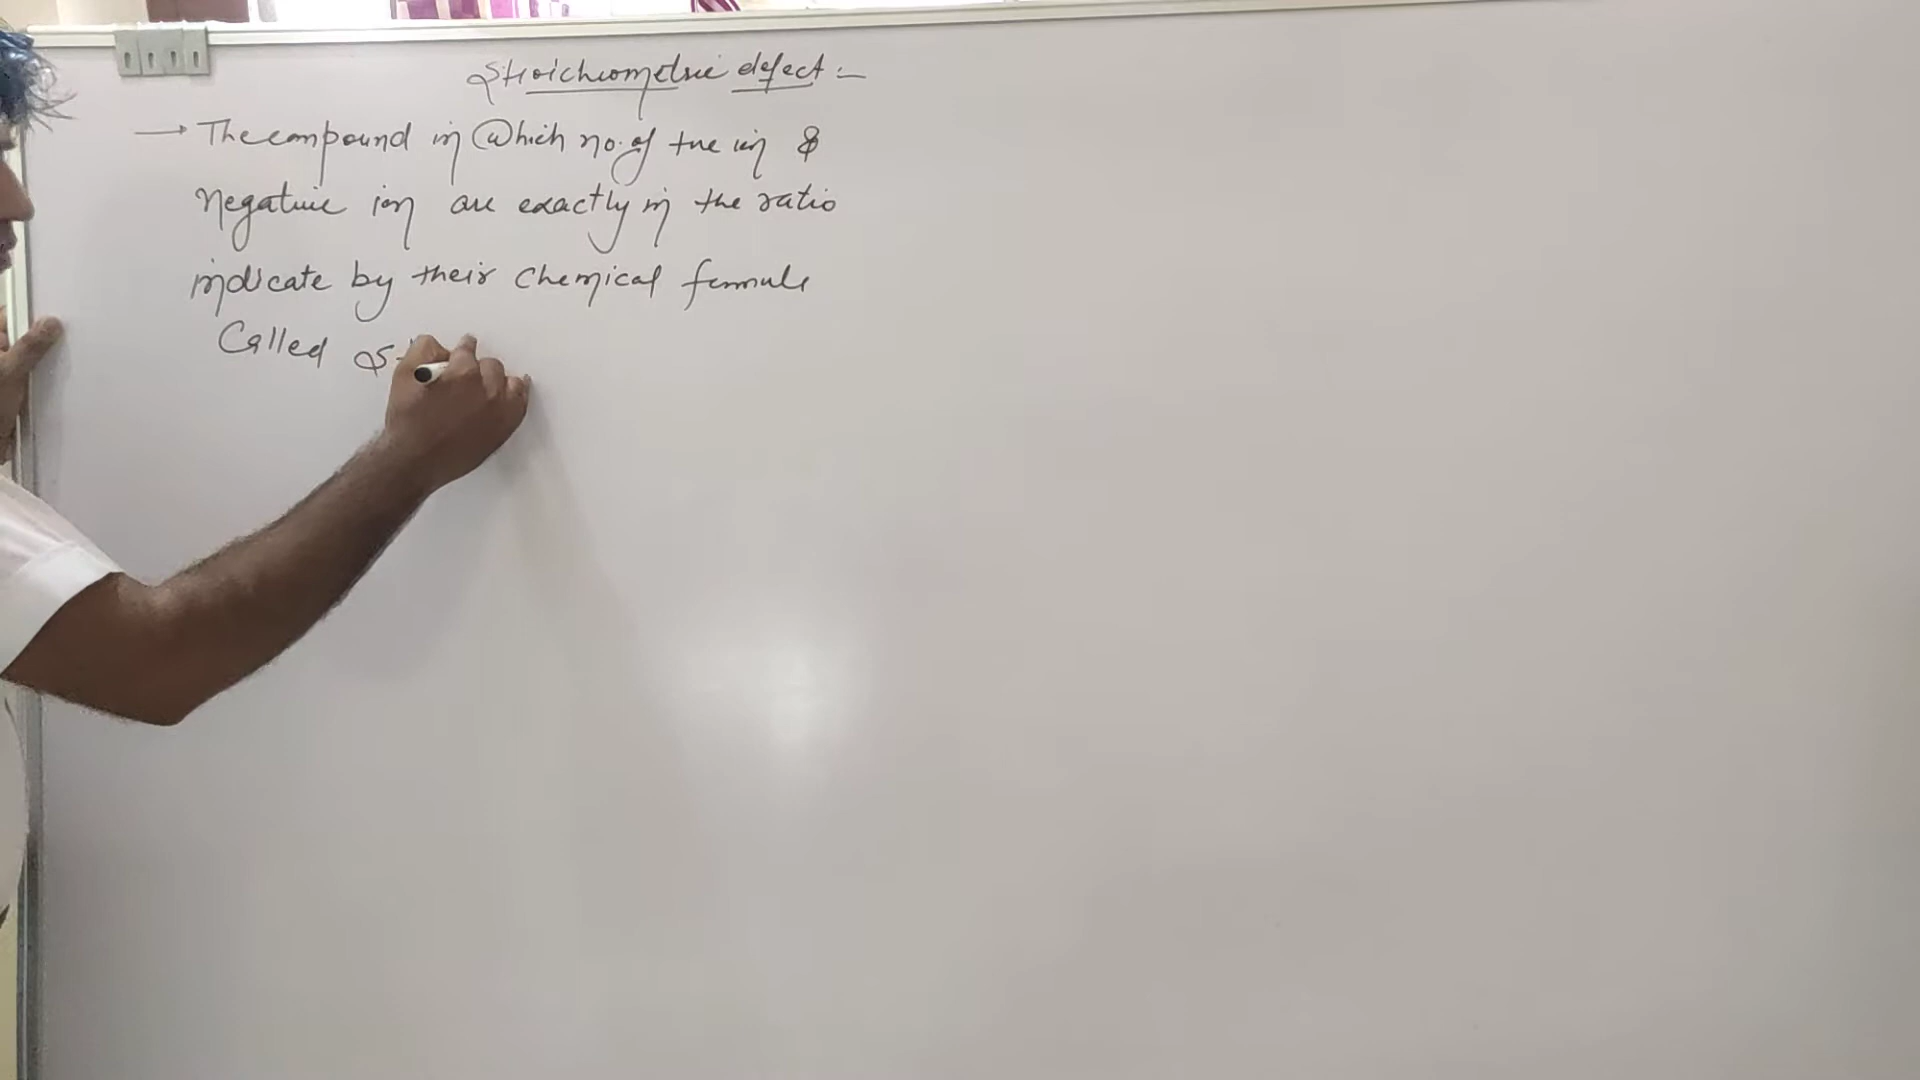 Stoichiometric defect :-
→ The compound in which no. of +ve ion &
Negative ion are exactly in the ratio
indicate by their chemical formula
Called St